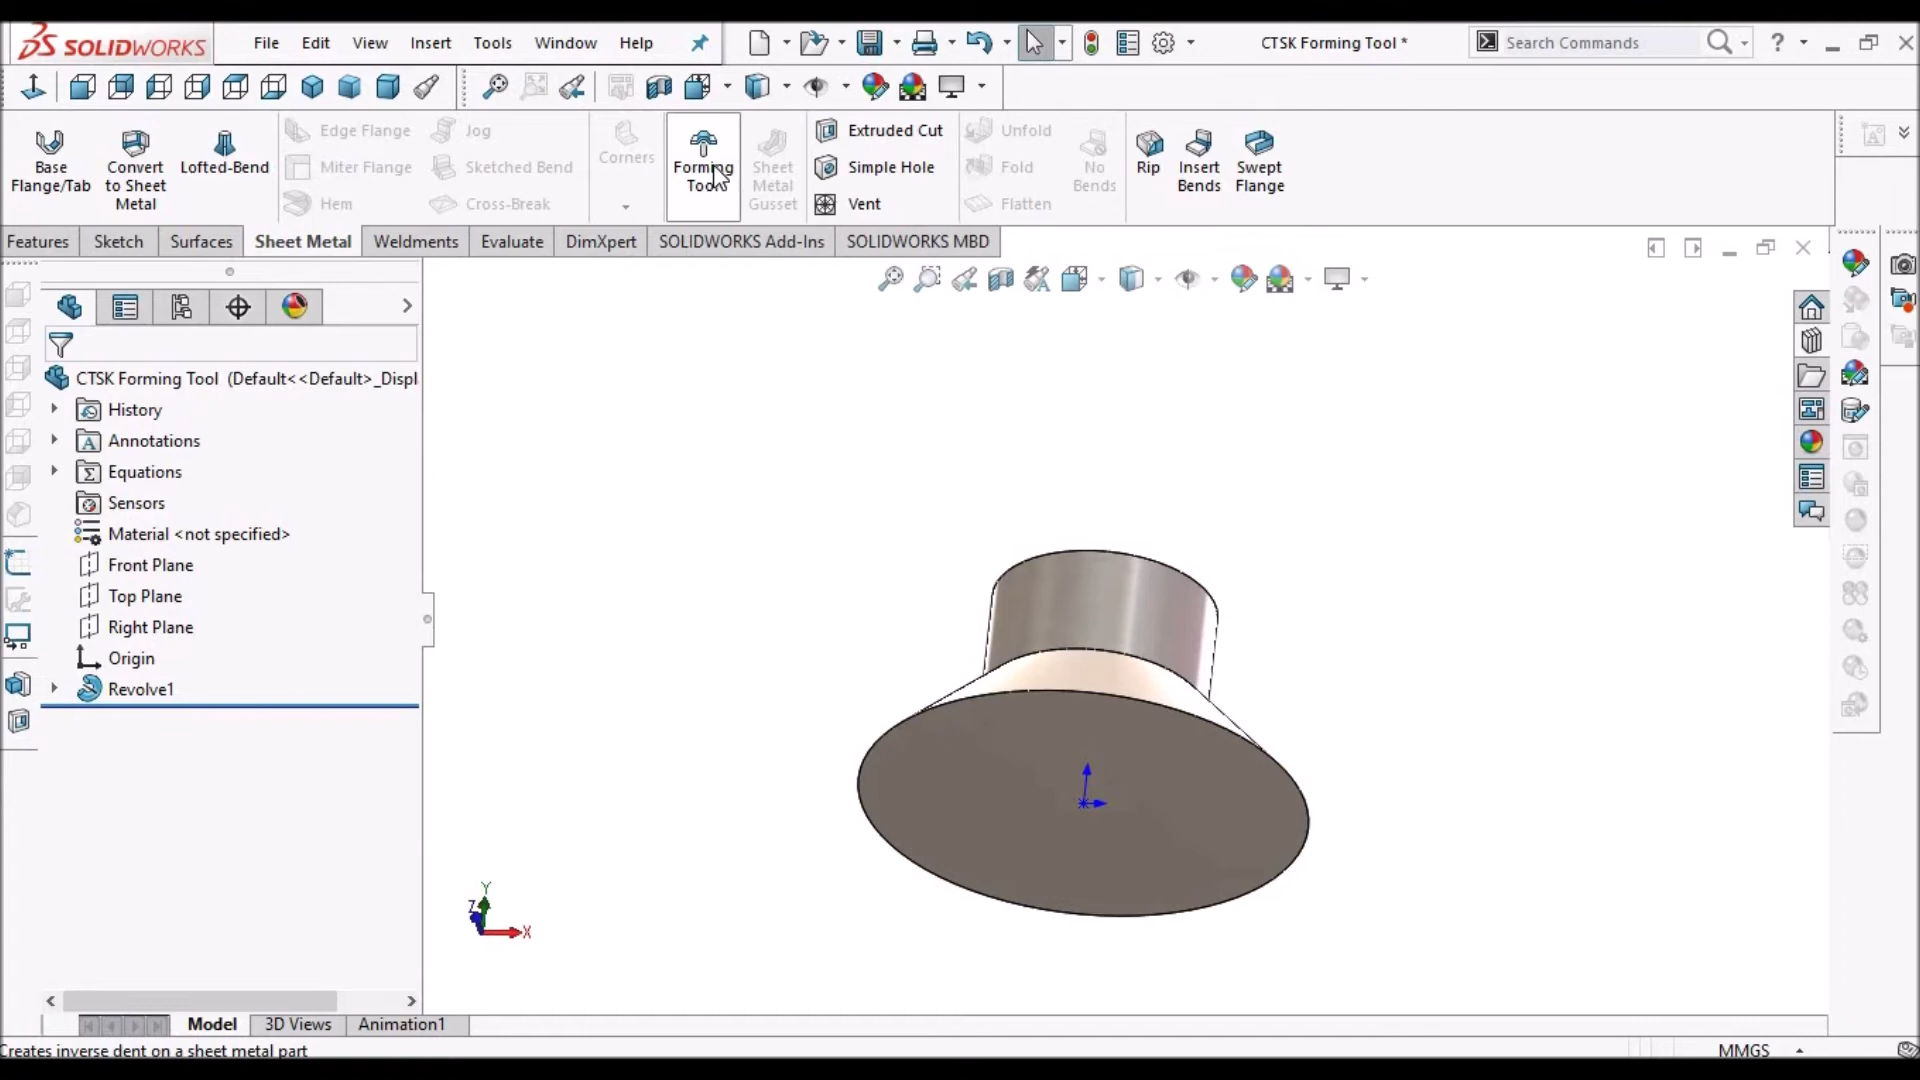 SOLIDWORKS
File Edit View Insert Tools Window Help
CTSK Forming Tool *
Search Commands
Base Flange/Tab
Convert to Sheet Metal
Lofted-Bend
Edge Flange
Miter Flange
Hem
Jog
Sketched Bend
Cross-Break
Corners
Forming Tool
Sheet Metal Gusset
Extruded Cut
Simple Hole
Vent
Unfold
Fold
Flatten
No Bends
Rip
Insert Bends
Swept Flange
Features Sketch Surfaces Sheet Metal Weldments Evaluate DimXpert SOLIDWORKS Add-Ins SOLIDWORKS MBD
CTSK Forming Tool (Default<<Default>_Displ
History
Annotations
Equations
Sensors
Material <not specified>
Front Plane
Top Plane
Right Plane
Origin
Revolve1
Y
Z
X
Model 3D Views Animation1
Creates inverse dent on a sheet metal part
MMGS